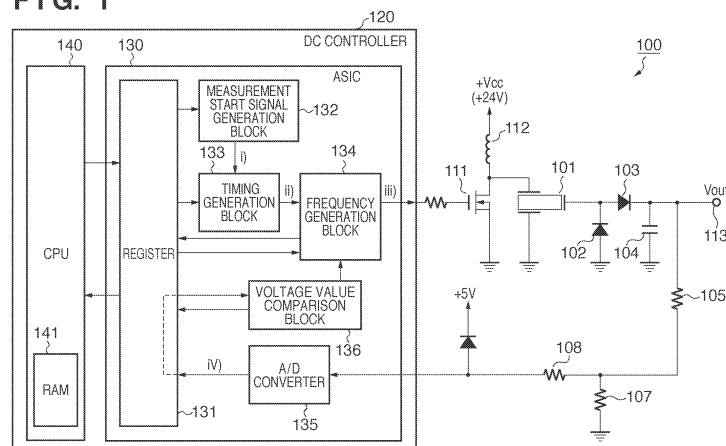 FIG. 1
120
DC CONTROLLER
140
130
ASIC
100
MEASUREMENT
START SIGNAL
GENERATION
BLOCK
132
+Vcc
(+24V)
112
133
i)
134
TIMING
GENERATION
BLOCK
ii)
FREQUENCY
GENERATION
BLOCK
iii)
111
101
103
Vout
113
102
104
CPU
REGISTER
VOLTAGE VALUE
COMPARISON
BLOCK
136
+5V
105
141
RAM
iV)
A/D
CONVERTER
135
108
107
131